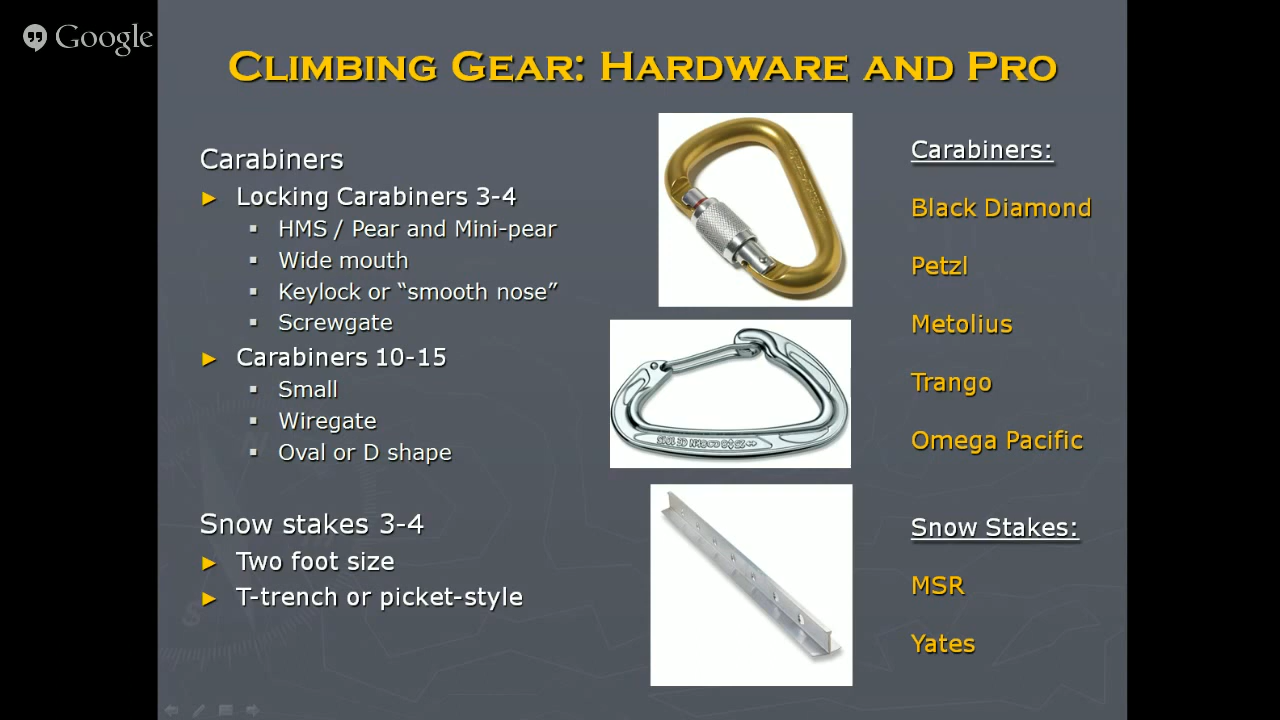 Google
CLIMBING GEAR: HARDWARE AND PRO
Carabiners
► Locking Carabiners 3-4
▪ HMS / Pear and Mini-pear
▪ Wide mouth
▪ Keylock or “smooth nose”
▪ Screwgate
► Carabiners 10-15
▪ Small
▪ Wiregate
▪ Oval or D shape
Snow stakes 3-4
► Two foot size
► T-trench or picket-style
Carabiners:
Black Diamond
Petzl
Metolius
Trango
Omega Pacific
Snow Stakes:
MSR
Yates